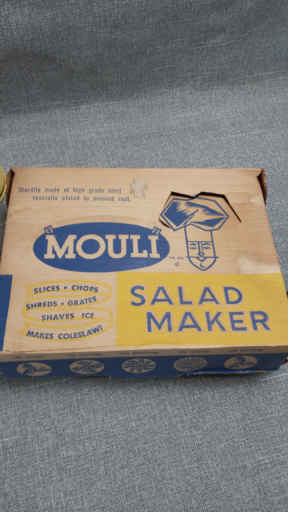 Sturdily made of high grade steel
specially plated to prevent rust.
MOULI
SLICES • CHOPS
SHREDS • GRATES
SHAVES ICE
MAKES COLESLAW!
SALAD
MAKER